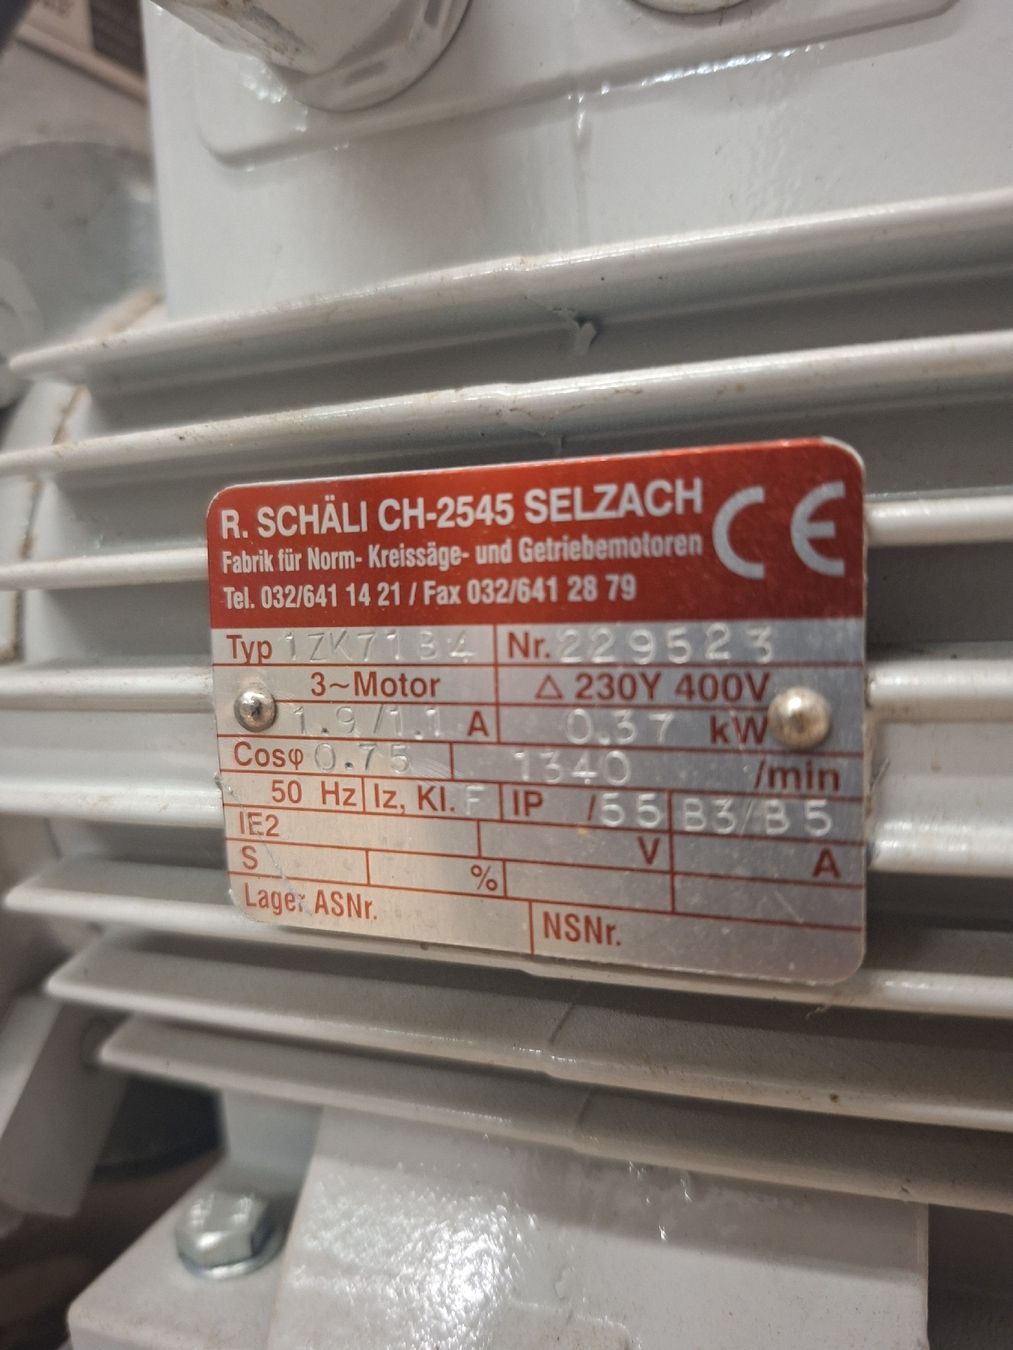 R. SCHÄLI CH-2545 SELZACH CE
Fabrik für Norm- Kreissäge- und Getriebemotoren
Tel. 032/641 14 21 / Fax 032/641 28 79
Typ 1ZK71B4 Nr. 229523
3~Motor △ 230Y 400V
1.9/1.1 A 0.37 kW
Cosφ 0.75 1340 /min
50 Hz Iz, Kl. F IP /55 B3/B5
IE2 V A
S %
Lager ASNr. NSNr.